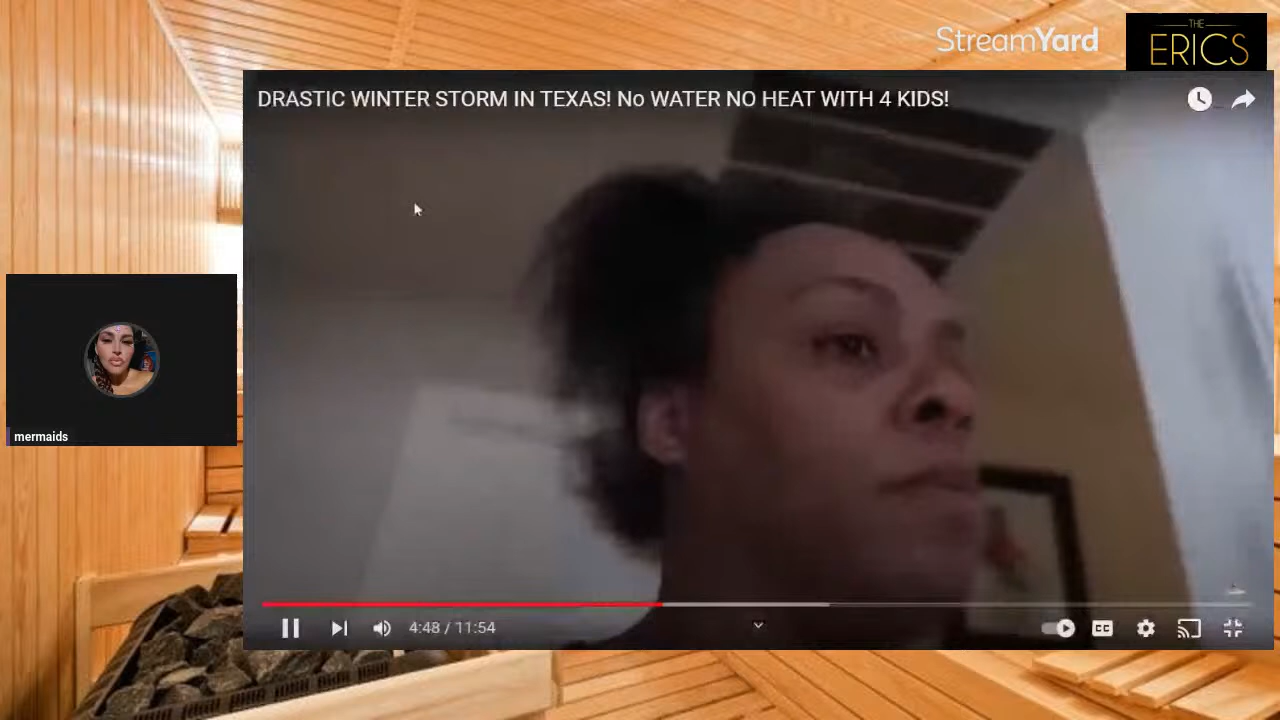 StreamYard
THE
ERICS
DRASTIC WINTER STORM IN TEXAS! No WATER NO HEAT WITH 4 KIDS!
mermaids
4:48 / 11:54
CC